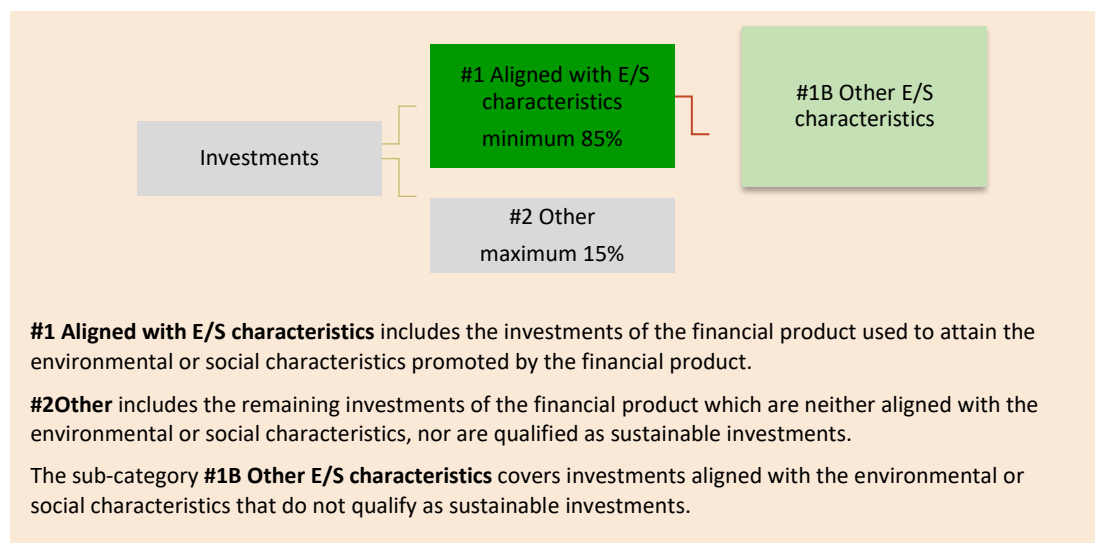 #1 Aligned with E/S
characteristics
minimum 85%
#1B Other E/S
characteristics
Investments
#2 Other
maximum 15%
#1 Aligned with E/S characteristics includes the investments of the financial product used to attain the
environmental or social characteristics promoted by the financial product.
#2Other includes the remaining investments of the financial product which are neither aligned with the
environmental or social characteristics, nor are qualified as sustainable investments.
The sub-category #1B Other E/S characteristics covers investments aligned with the environmental or
social characteristics that do not qualify as sustainable investments.